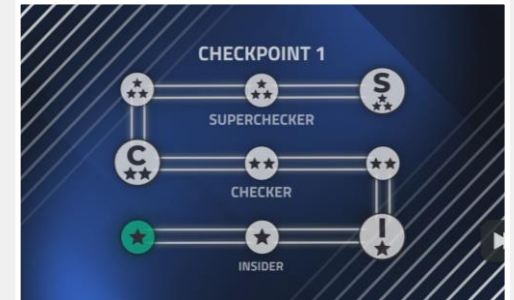 CHECKPOINT 1
S
SUPERCHECKER
C
CHECKER
I
INSIDER